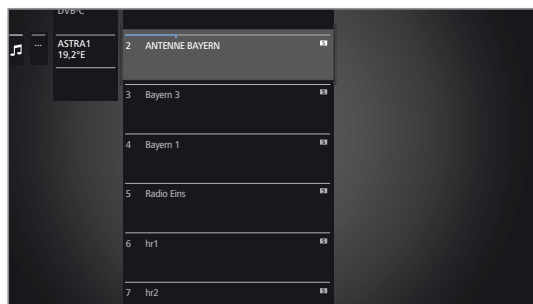 DVB-C
... ASTRA1
19,2°E
2 ANTENNE BAYERN S
3 Bayern 3 S
4 Bayern 1 S
5 Radio Eins S
6 hr1 S
7 hr2 S